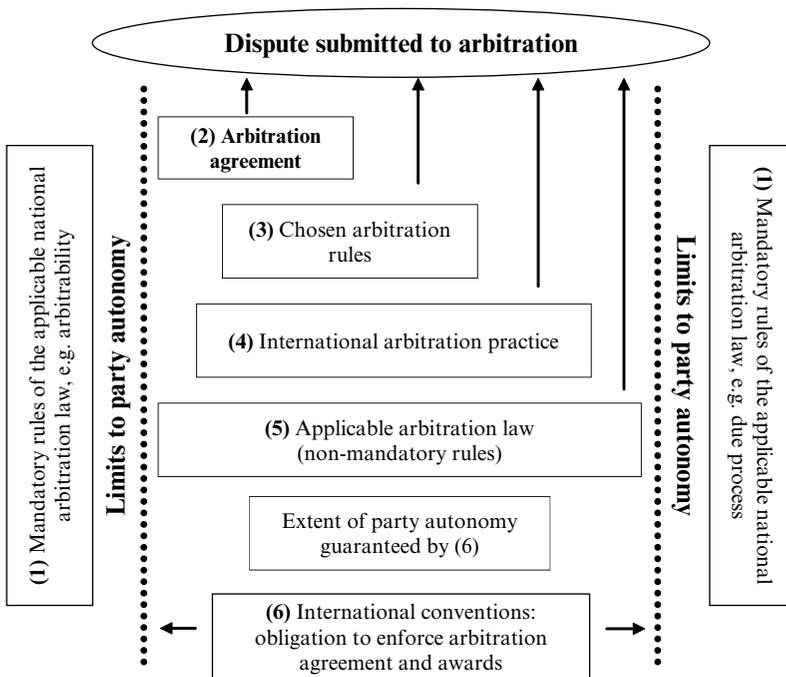 Dispute submitted to arbitration
(1) Mandatory rules of the applicable national
arbitration law, e.g. arbitrability
Limits to party autonomy
(2) Arbitration
agreement
(3) Chosen arbitration
rules
(4) International arbitration practice
(5) Applicable arbitration law
(non-mandatory rules)
Extent of party autonomy
guaranteed by (6)
(6) International conventions:
obligation to enforce arbitration
agreement and awards
Limits to party autonomy
(1) Mandatory rules of the applicable national
arbitration law, e.g. due process